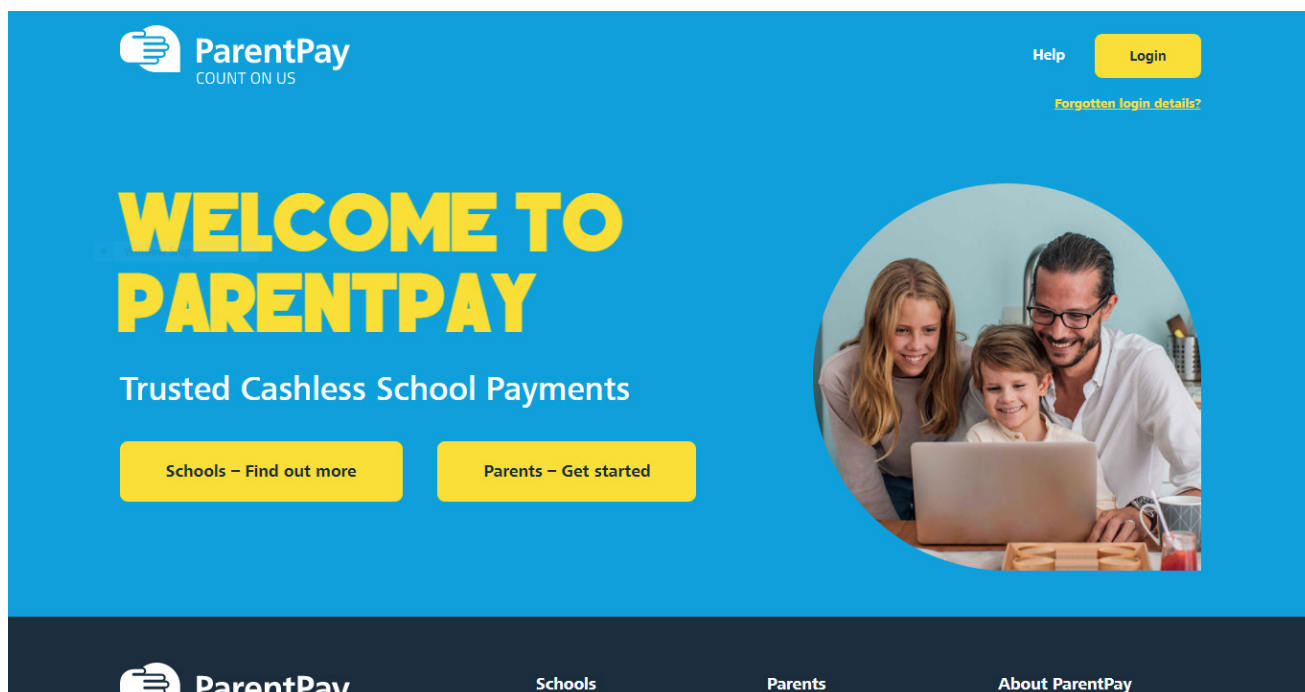 ParentPay
COUNT ON US
Help
Login
Forgotten login details?
WELCOME TO
PARENTPAY
Trusted Cashless School Payments
Schools – Find out more
Parents – Get started
ParentPay
Schools
Parents
About ParentPay